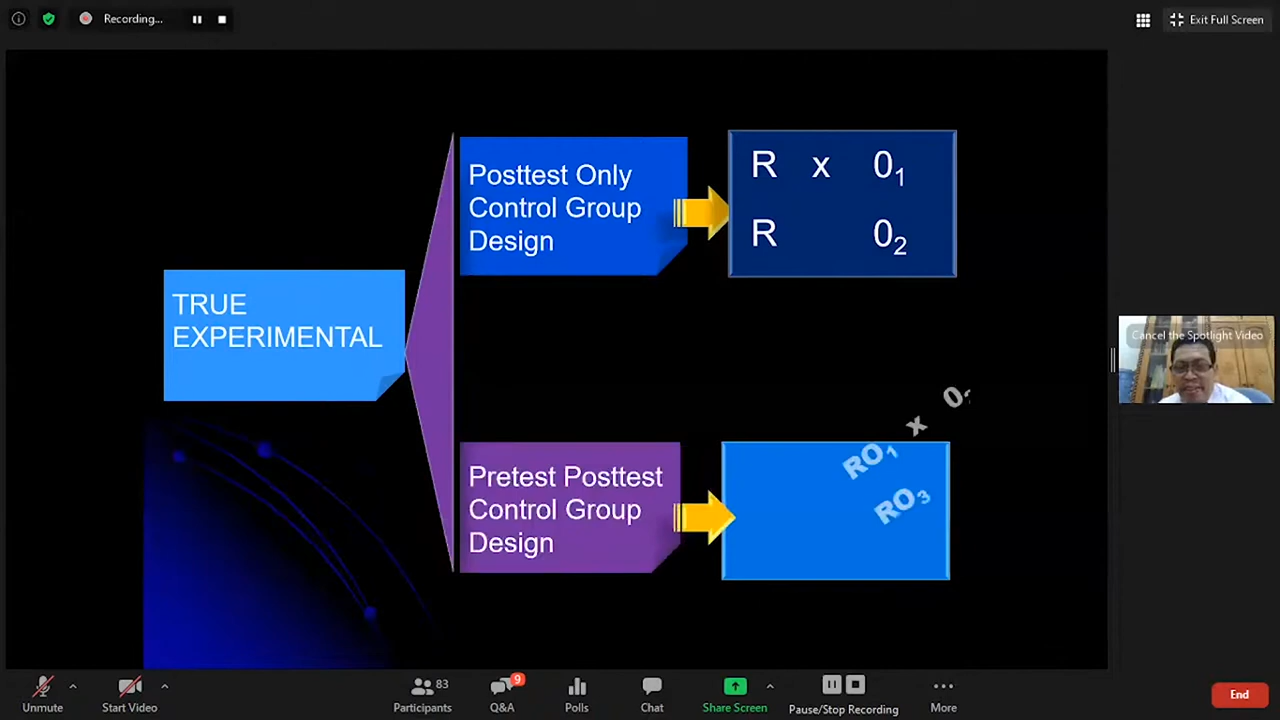 Recording...
Exit Full Screen
Posttest Only
Control Group
Design
R x 0₁
R 0₂
TRUE
EXPERIMENTAL
Cancel the Spotlight Video
Pretest Posttest
Control Group
Design
RO₁ x
RO₃
Unmute
Start Video
83
Participants
9
Q&A
Polls
Chat
Share Screen
Pause/Stop Recording
More
End